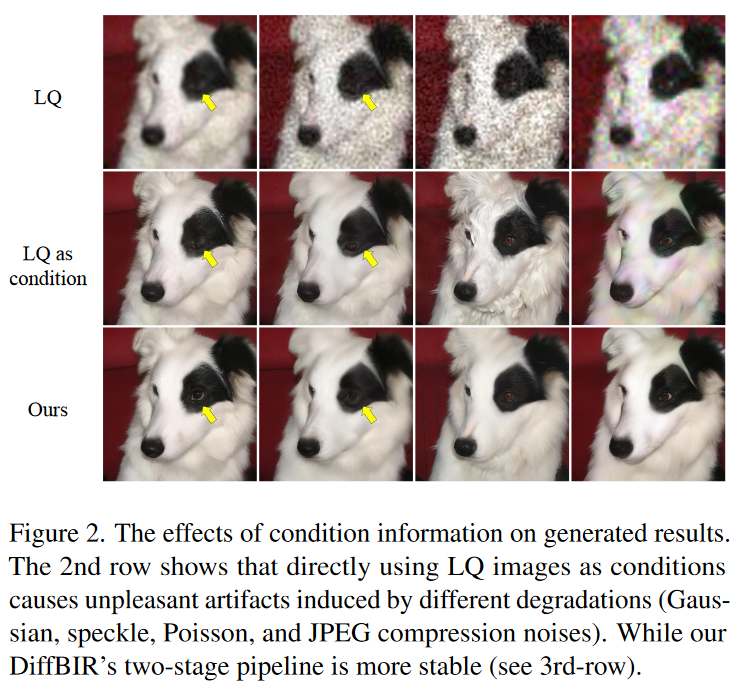 LQ
LQ as
condition
Ours
Figure 2. The effects of condition information on generated results.
The 2nd row shows that directly using LQ images as conditions
causes unpleasant artifacts induced by different degradations (Gaus-
sian, speckle, Poisson, and JPEG compression noises). While our
DiffBIR's two-stage pipeline is more stable (see 3rd-row).